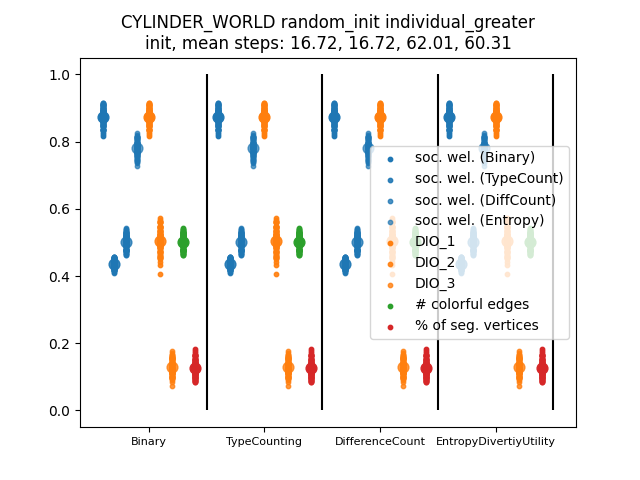 CYLINDER_WORLD random_init individual_greater
init, mean steps: 16.72, 16.72, 62.01, 60.31
1.0
0.8
0.6
0.4
0.2
0.0
soc. wel. (Binary)
soc. wel. (TypeCount)
soc. wel. (DiffCount)
soc. wel. (Entropy)
DIO_1
DIO_2
DIO_3
# colorful edges
% of seg. vertices
Binary
TypeCounting
DifferenceCount
EntropyDivertiyUtility